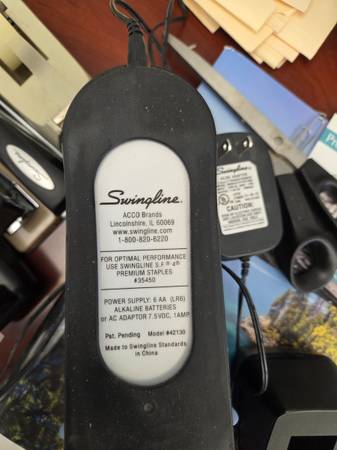 Swingline.
ACCO Brands
Lincolnshire, IL 60069
www.swingline.com
1-800-820-6220
FOR OPTIMAL PERFORMANCE
USE SWINGLINE S.F.® 4®
PREMIUM STAPLES
#35450
POWER SUPPLY: 6 AA (LR6)
ALKALINE BATTERIES
or AC ADAPTOR 7.5VDC, 1AMP
Pat. Pending Model #42130
Made to Swingline Standards
in China
Swingline
CAUTION:
Swingline